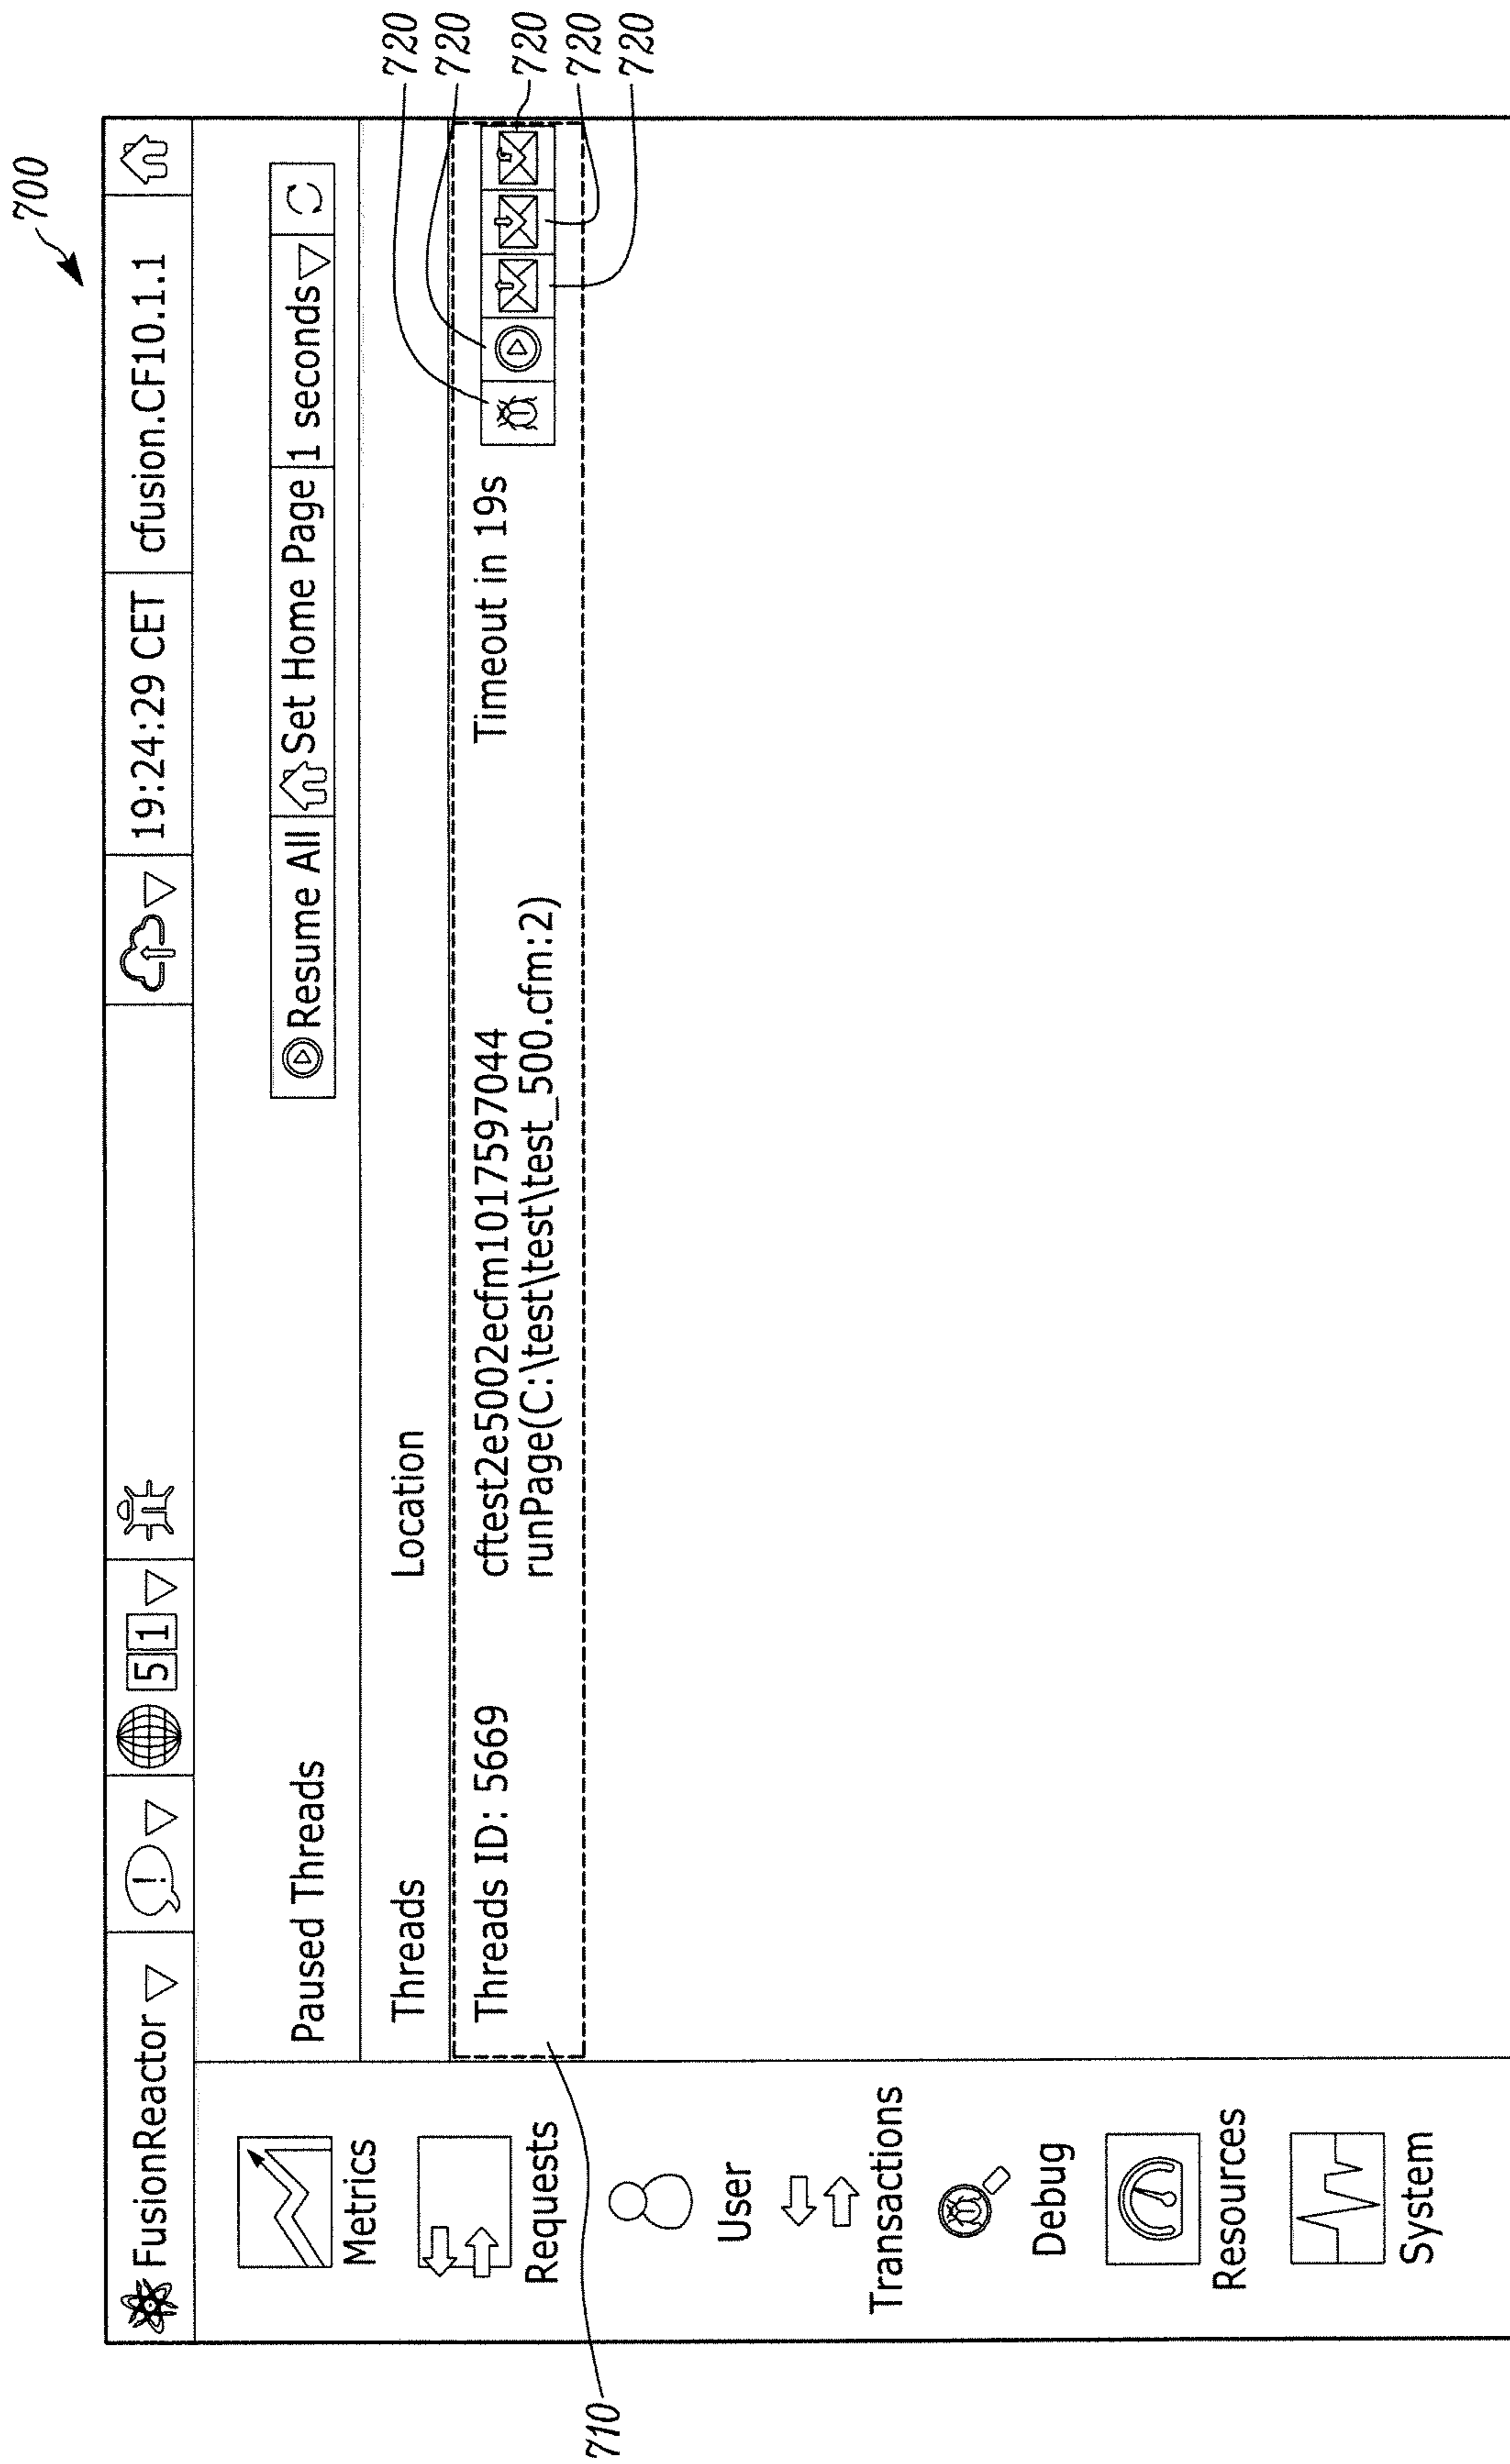 700
FusionReactor
!
5 1
19:24:29 CET
cfusion.CF10.1.1
Metrics
Requests
User
Transactions
Debug
Resources
System
Paused Threads
Resume All
Set Home Page
1 seconds
Threads
Location
Threads ID: 5669
cftest2e5002ecfm1017597044
runPage(C:\test\test\test_500.cfm:2)
Timeout in 19s
720
720
720
720
720
710